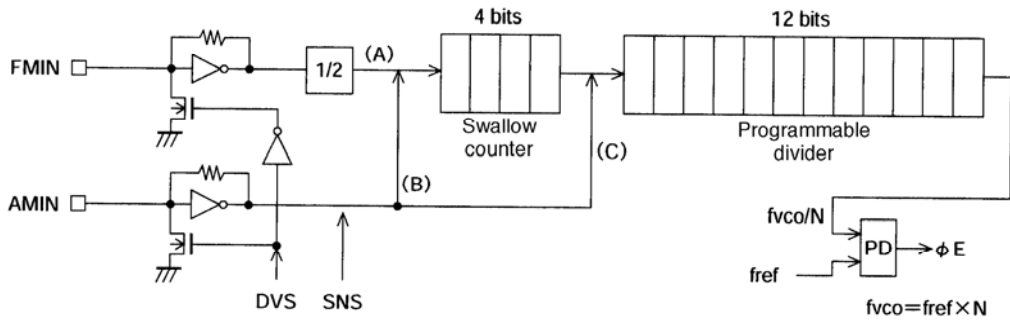 4 bits
12 bits
FMIN
1/2
(A)
Swallow
counter
Programmable
divider
(C)
(B)
AMIN
fvco/N
PD
φE
fref
DVS
SNS
fvco=fref×N